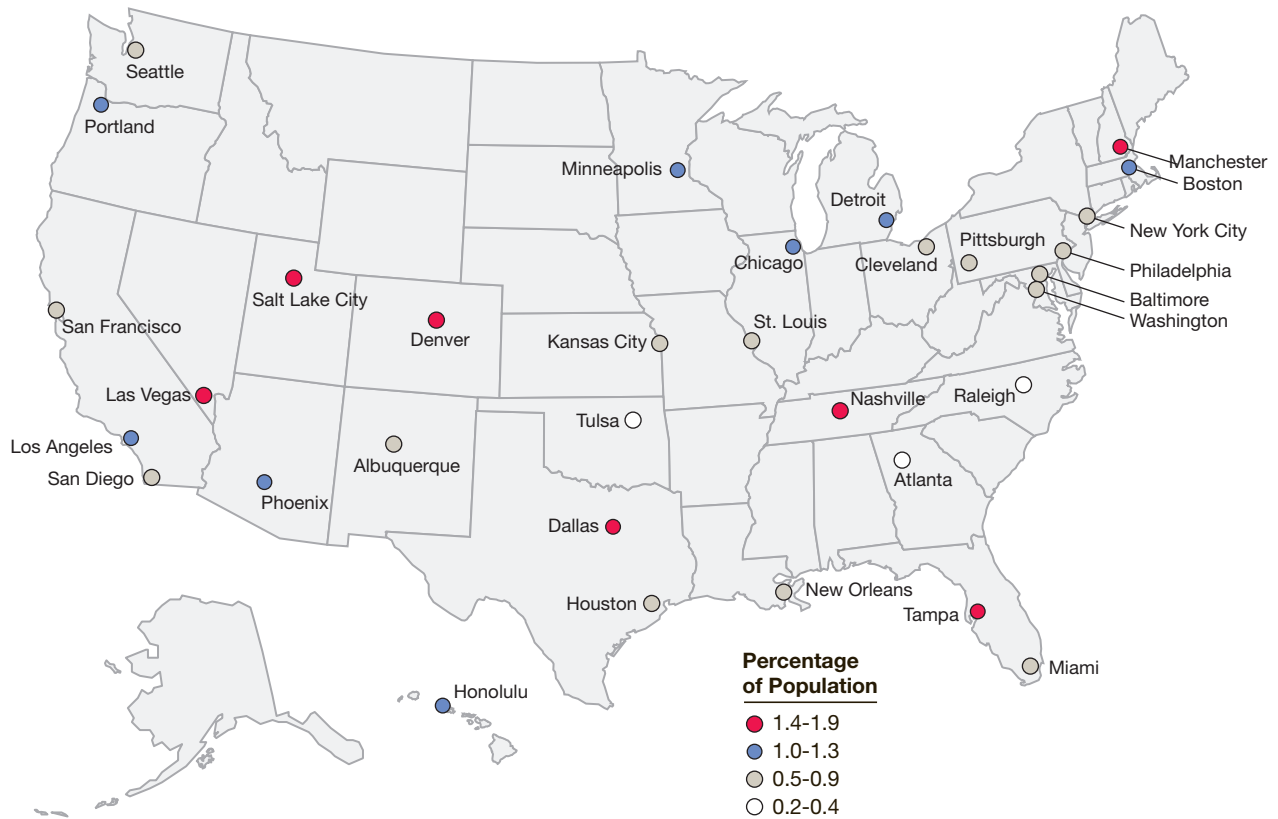 Seattle
Portland
Minneapolis
Manchester
Boston
Detroit
New York City
Pittsburgh
Chicago
Cleveland
Philadelphia
Salt Lake City
Baltimore
Washington
San Francisco
Denver
Kansas City
St. Louis
Las Vegas
Nashville
Raleigh
Tulsa
Los Angeles
Albuquerque
San Diego
Atlanta
Phoenix
Dallas
New Orleans
Houston
Tampa
Miami
Honolulu
Percentage
of Population
1.4-1.9
1.0-1.3
0.5-0.9
0.2-0.4